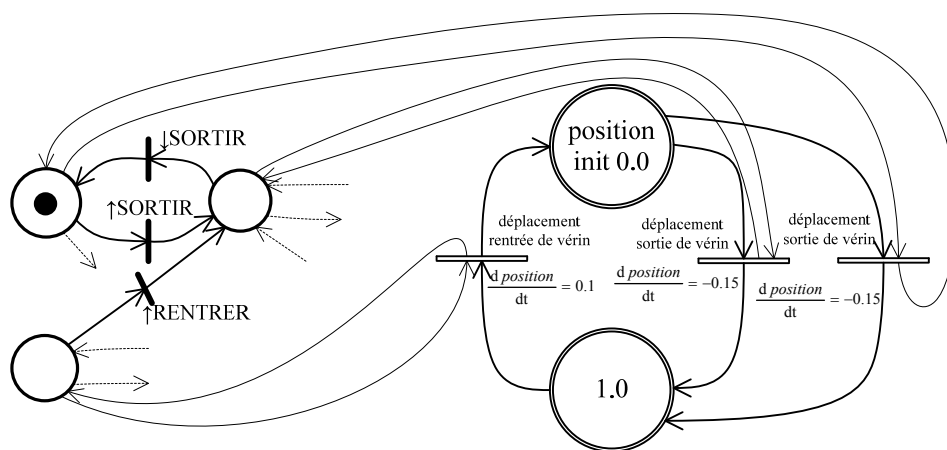 ↓SORTIR
↑SORTIR
↑RENTRER
position
init 0.0
déplacement
rentrée de vérin
d position
dt
= 0.1
déplacement
sortie de vérin
d position
dt
= −0.15
déplacement
sortie de vérin
d position
dt
= −0.15
1.0